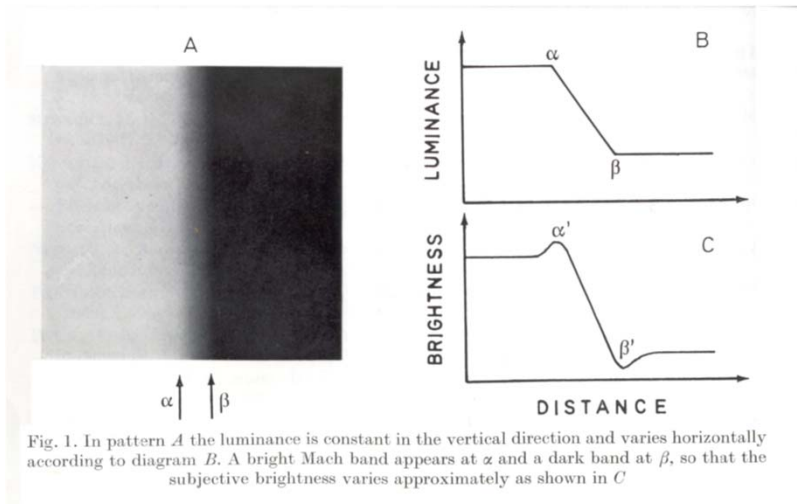 A
B
LUMINANCE
α
β
C
BRIGHTNESS
α'
β'
DISTANCE
α
β
Fig. 1. In pattern A the luminance is constant in the vertical direction and varies horizontally
according to diagram B. A bright Mach band appears at α and a dark band at β, so that the
subjective brightness varies approximately as shown in C